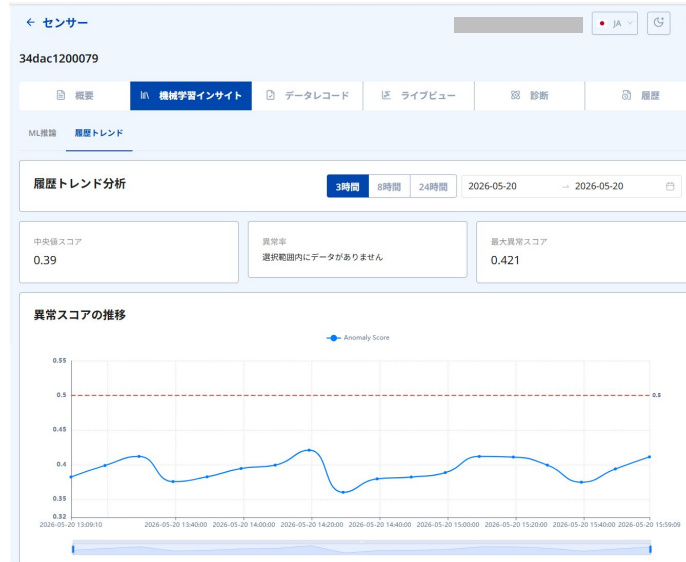 ← センサー
JA
34dac1200079
概要
機械学習インサイト
データレコード
ライブビュー
診断
履歴
ML推論
履歴トレンド
履歴トレンド分析
3時間
8時間
24時間
2026-05-20 → 2026-05-20
中央値スコア
0.39
異常率
選択範囲内にデータがありません
最大異常スコア
0.421
異常スコアの推移
Anomaly Score
0.55
0.5
0.5
0.45
0.4
0.35
0.32
2026-05-20 13:09:10
2026-05-20 13:40:00
2026-05-20 14:00:00
2026-05-20 14:20:00
2026-05-20 14:40:00
2026-05-20 15:00:00
2026-05-20 15:20:00
2026-05-20 15:40:00
2026-05-20 15:59:09